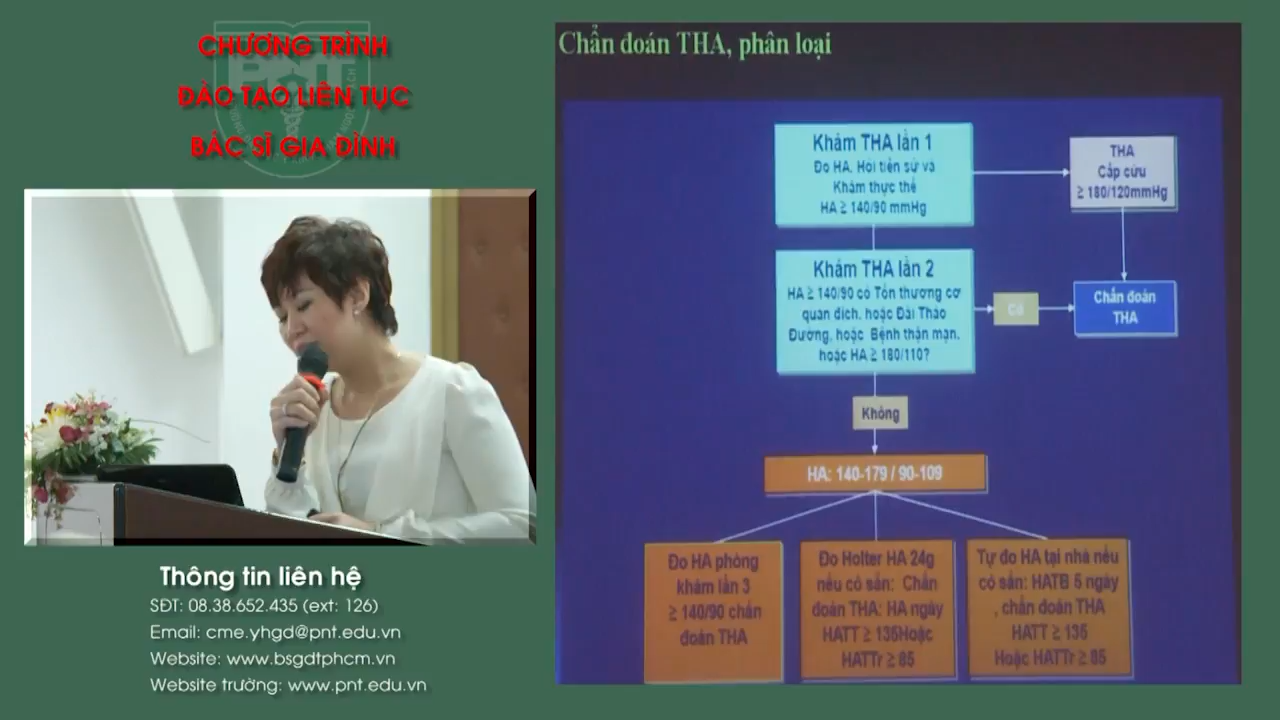 CHƯƠNG TRÌNH
ĐÀO TẠO LIÊN TỤC
BÁC SĨ GIA ĐÌNH
PNT
Thông tin liên hệ
SĐT: 08.38.652.435 (ext: 126)
Email: cme.yhgd@pnt.edu.vn
Website: www.bsgdtphcm.vn
Website trường: www.pnt.edu.vn
Chẩn đoán THA, phân loại
Khám THA lần 1
Đo HA, Hỏi tiền sử và
Khám thực thể
HA ≥ 140/90 mmHg
THA
Cấp cứu
≥ 180/120mmHg
Khám THA lần 2
HA ≥ 140/90 có Tổn thương cơ
quan đích, hoặc Đái Tháo
Đường, hoặc Bệnh thận mạn,
hoặc HA ≥ 180/110?
Có
Chẩn đoán
THA
Không
HA: 140-179 / 90-109
Đo HA phòng
khám lần 3
≥ 140/90 chẩn
đoán THA
Đo Holter HA 24g
nếu có sẵn: Chẩn
đoán THA: HA ngày
HATT ≥ 135Hoặc
HATTr ≥ 85
Tự đo HA tại nhà nếu
có sẵn: HATB 5 ngày
, chẩn đoán THA
HATT ≥ 135
Hoặc HATTr ≥ 85